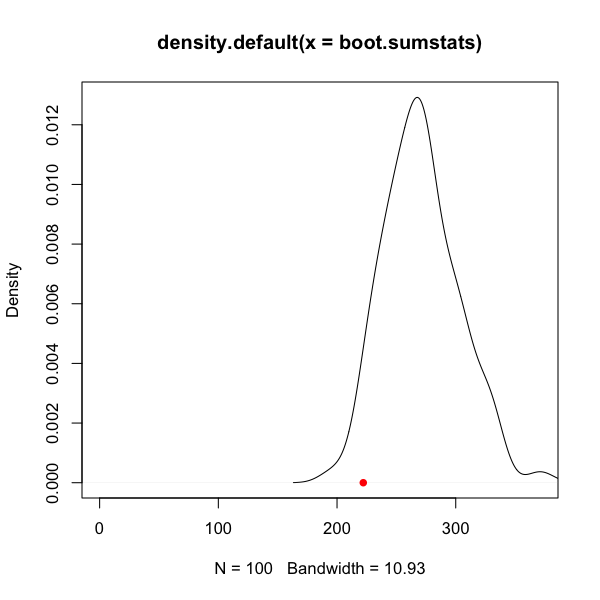 density.default(x = boot.sumstats)
Density
0.012
0.010
0.008
0.006
0.004
0.002
0.000
0 100 200 300
N = 100 Bandwidth = 10.93